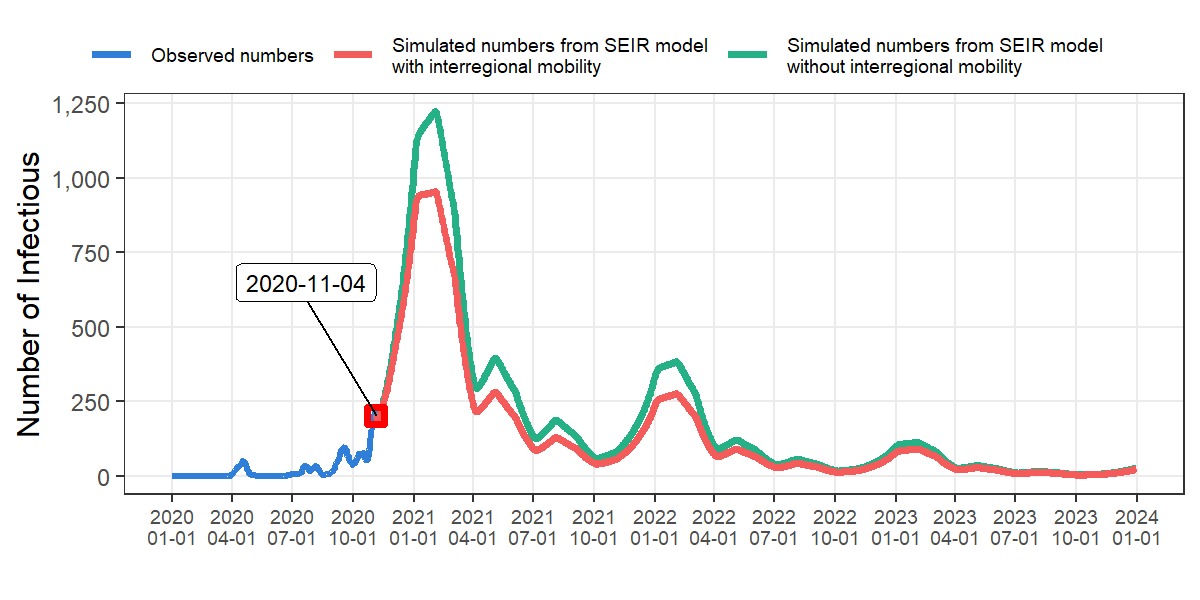 Observed numbers
Simulated numbers from SEIR model
with interregional mobility
Simulated numbers from SEIR model
without interregional mobility
Number of Infectious
1,250
1,000
750
500
250
0
2020-11-04
2020 2020 2020 2020 2021 2021 2021 2021 2022 2022 2022 2022 2023 2023 2023 2023 2024
01-01 04-01 07-01 10-01 01-01 04-01 07-01 10-01 01-01 04-01 07-01 10-01 01-01 04-01 07-01 10-01 01-01